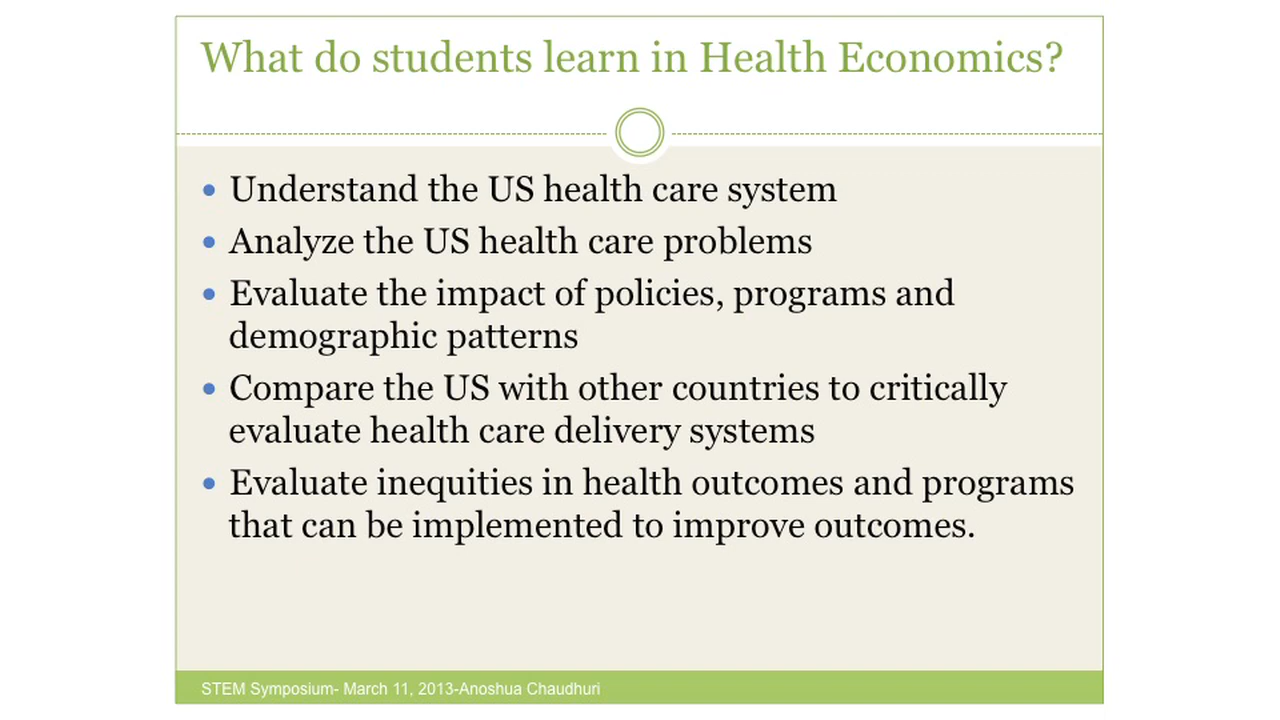 What do students learn in Health Economics?
• Understand the US health care system
• Analyze the US health care problems
• Evaluate the impact of policies, programs and
demographic patterns
• Compare the US with other countries to critically
evaluate health care delivery systems
• Evaluate inequities in health outcomes and programs
that can be implemented to improve outcomes.
STEM Symposium- March 11, 2013-Anoshua Chaudhuri